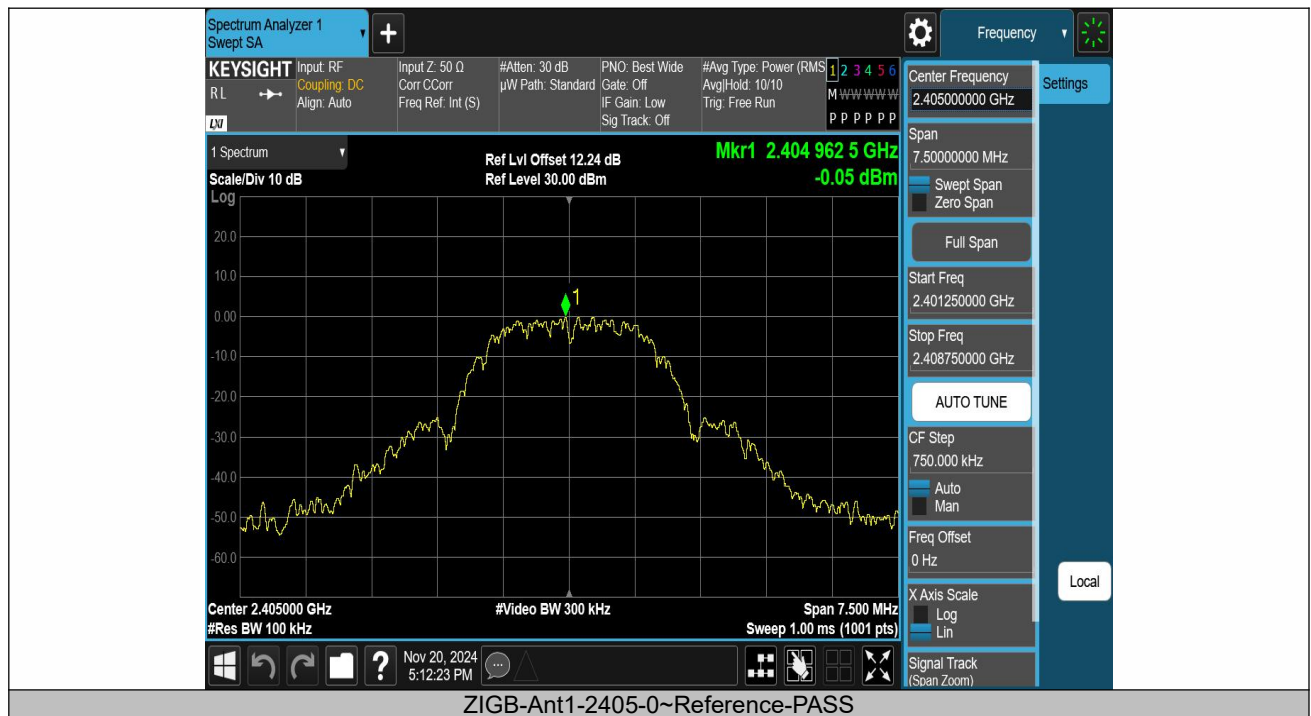 Spectrum Analyzer 1
Swept SA
Frequency
KEYSIGHT
RL
LXI
Input: RF
Coupling: DC
Align: Auto
Input Z: 50 Ω
Corr CCorr
Freq Ref: Int (S)
#Atten: 30 dB
µW Path: Standard
PNO: Best Wide
Gate: Off
IF Gain: Low
Sig Track: Off
#Avg Type: Power (RMS
Avg|Hold: 10/10
Trig: Free Run
1 2 3 4 5 6
M W W W W W
P P P P P P
1 Spectrum
Scale/Div 10 dB
Log
Ref Lvl Offset 12.24 dB
Ref Level 30.00 dBm
Mkr1 2.404 962 5 GHz
-0.05 dBm
20.0
10.0
0.00
-10.0
-20.0
-30.0
-40.0
-50.0
-60.0
1
Center 2.405000 GHz
#Res BW 100 kHz
#Video BW 300 kHz
Span 7.500 MHz
Sweep 1.00 ms (1001 pts)
Nov 20, 2024
5:12:23 PM
Center Frequency
2.405000000 GHz
Settings
Span
7.50000000 MHz
Swept Span
Zero Span
Full Span
Start Freq
2.401250000 GHz
Stop Freq
2.408750000 GHz
AUTO TUNE
CF Step
750.000 kHz
Auto
Man
Freq Offset
0 Hz
Local
X Axis Scale
Log
Lin
Signal Track
(Span Zoom)
ZIGB-Ant1-2405-0~Reference-PASS